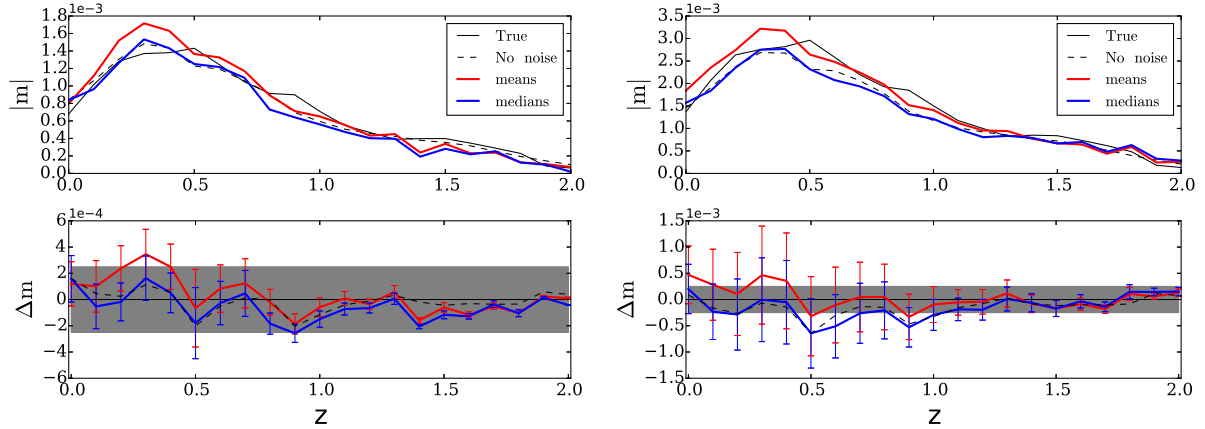 1e−3
1.8
1.6
1.4
1.2
1.0
0.8
0.6
0.4
0.2
0.0
|m|
True
No noise
means
medians
0.0 0.5 1.0 1.5 2.0
1e−4
6
4
2
0
−2
−4
−6
Δm
0.0 0.5 1.0 1.5 2.0
z
1e−3
3.5
3.0
2.5
2.0
1.5
1.0
0.5
0.0
|m|
True
No noise
means
medians
0.0 0.5 1.0 1.5 2.0
1e−3
1.5
1.0
0.5
0.0
−0.5
−1.0
−1.5
Δm
0.0 0.5 1.0 1.5 2.0
z